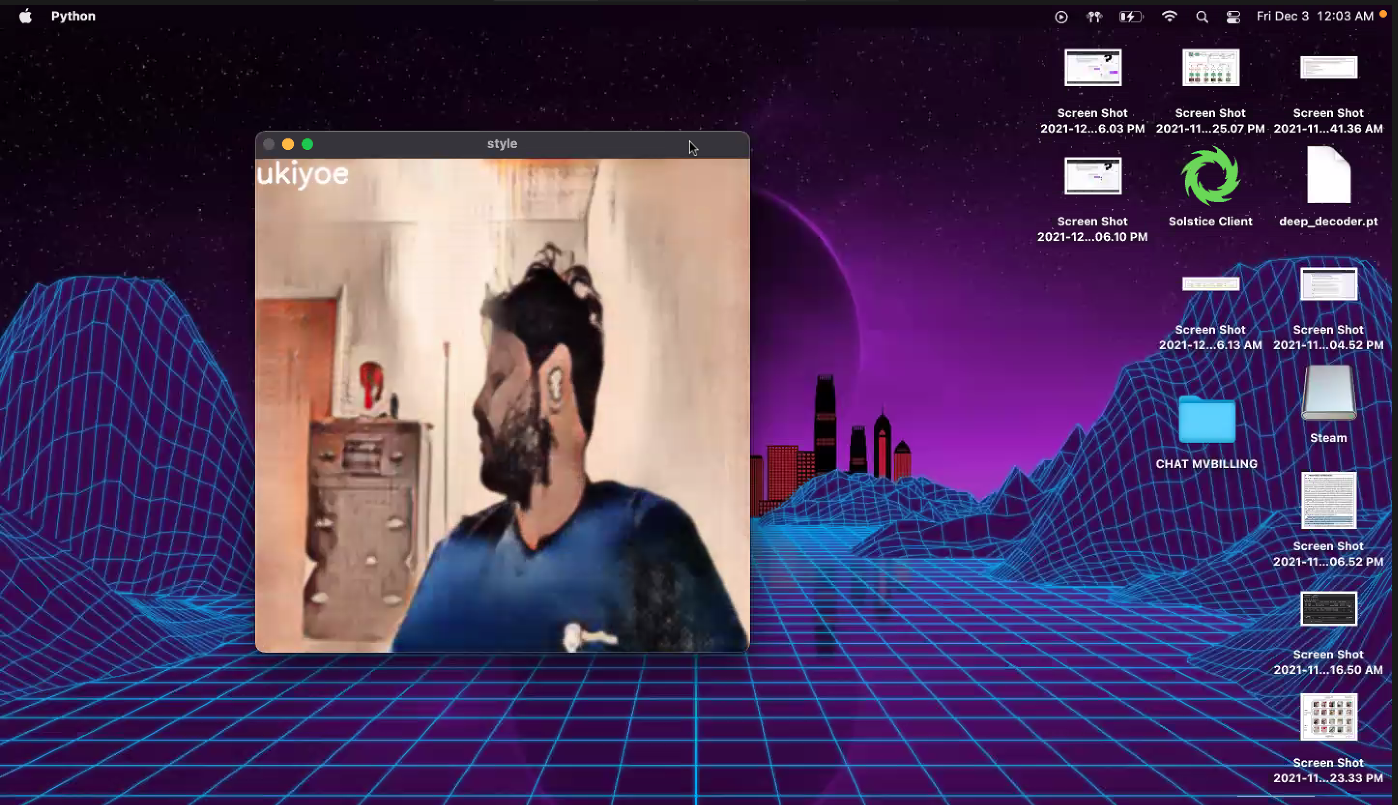 Python
Fri Dec 3 12:03 AM
style
ukiyoe
Screen Shot
2021-12...6.03 PM
Screen Shot
2021-11...25.07 PM
Screen Shot
2021-11...41.36 AM
Screen Shot
2021-12...06.10 PM
Solstice Client
deep_decoder.pt
Screen Shot
2021-12...6.13 AM
Screen Shot
2021-11...04.52 PM
CHAT MVBILLING
Steam
Screen Shot
2021-11...06.52 PM
Screen Shot
2021-11...16.50 AM
Screen Shot
2021-11...23.33 PM